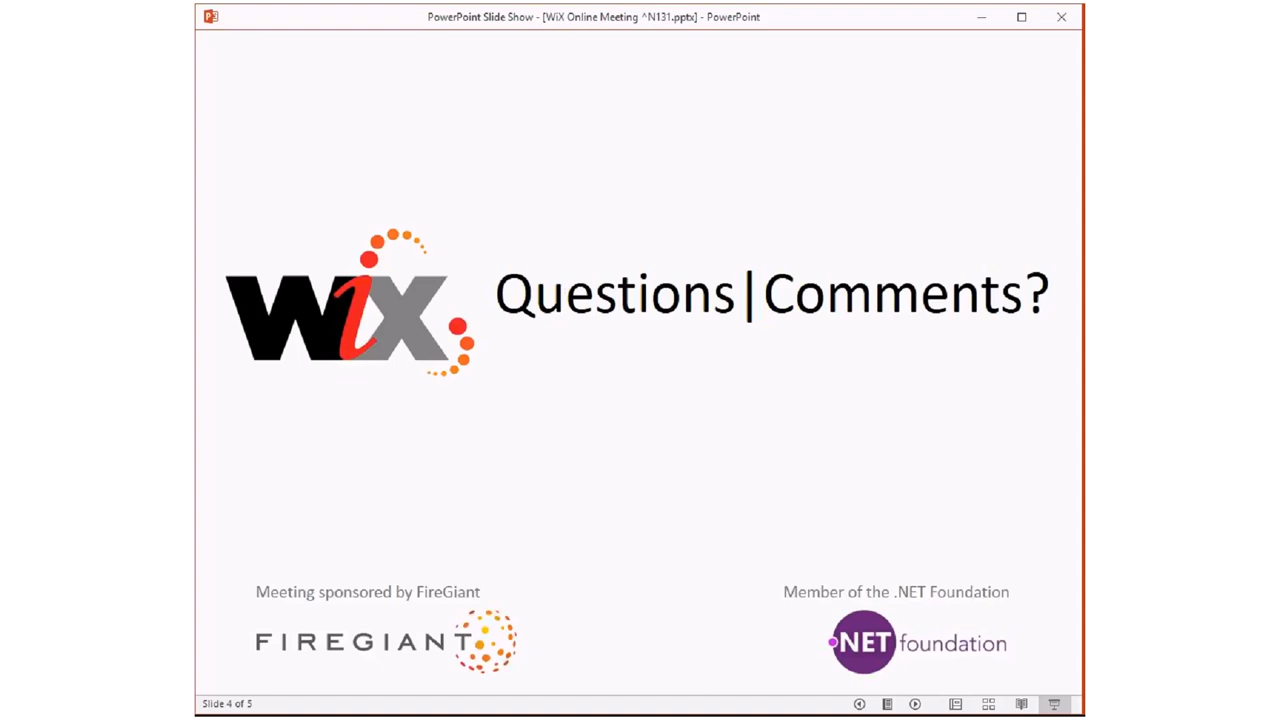 PowerPoint Slide Show - [WiX Online Meeting ^N131.pptx] - PowerPoint
WiX
Questions|Comments?
Meeting sponsored by FireGiant
FIREGIANT
Member of the .NET Foundation
.NET foundation
Slide 4 of 5